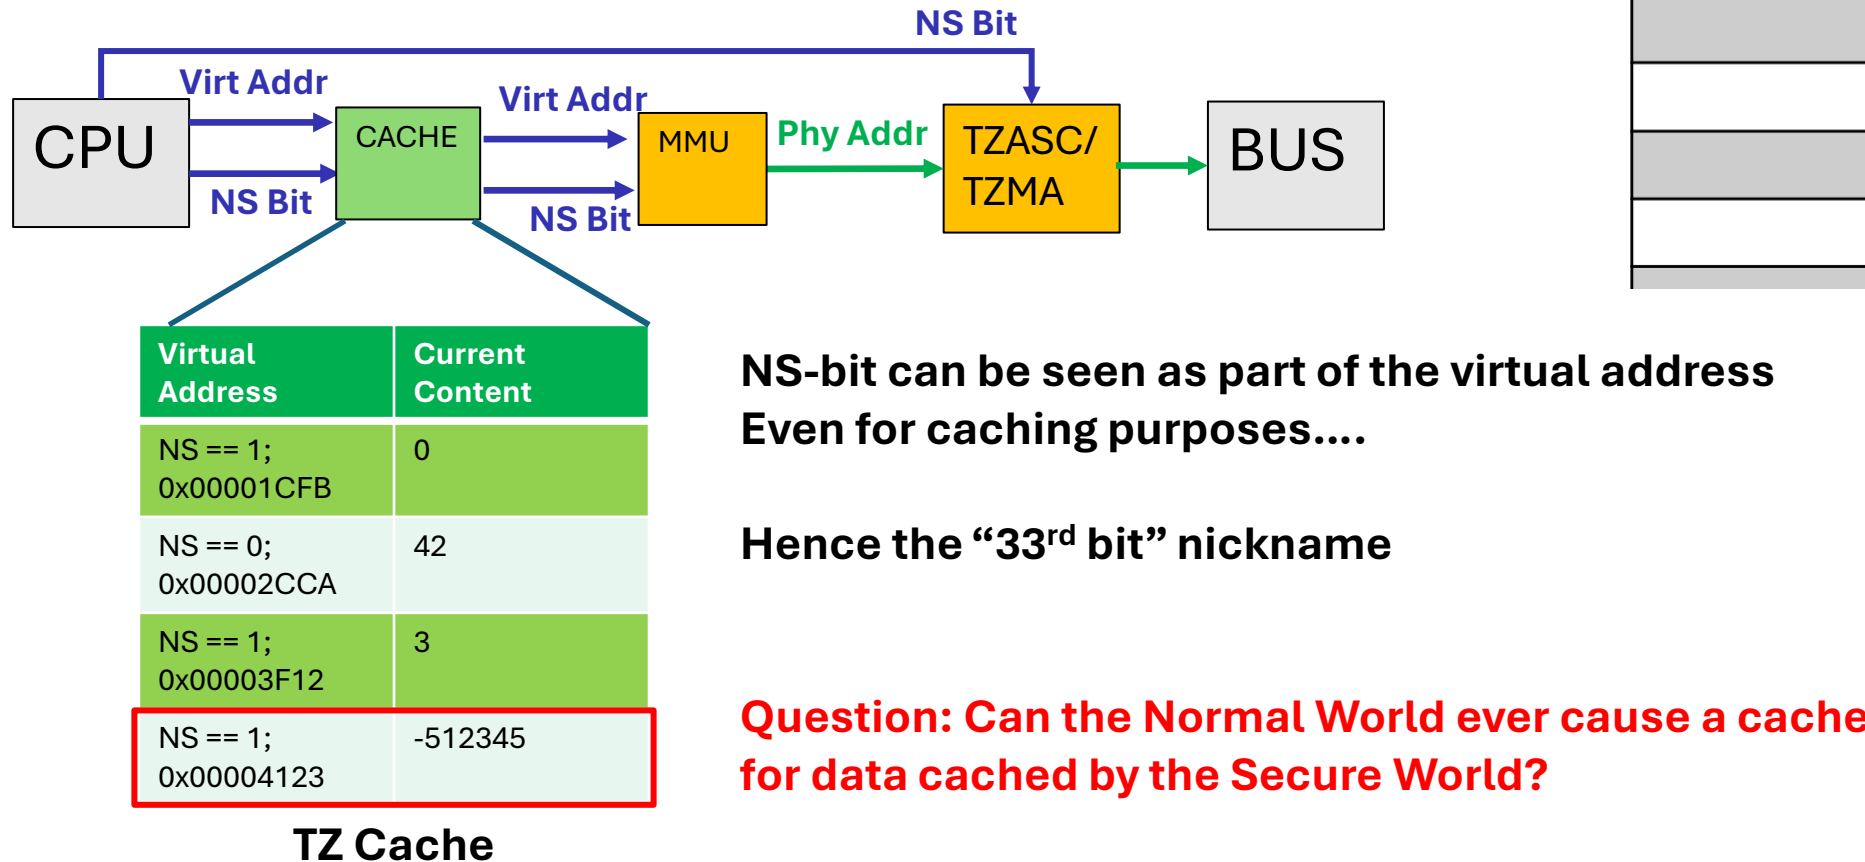 NS Bit
Virt Addr
Virt Addr
CPU
CACHE
MMU
Phy Addr
TZASC/
TZMA
BUS
NS Bit
NS Bit
Virtual
Address
Current
Content
NS == 1;
0x00001CFB
0
NS == 0;
0x00002CCA
42
NS == 1;
0x00003F12
3
NS == 1;
0x00004123
-512345
TZ Cache
NS-bit can be seen as part of the virtual address
Even for caching purposes....
Hence the “33rd bit” nickname
Question: Can the Normal World ever cause a cache
for data cached by the Secure World?